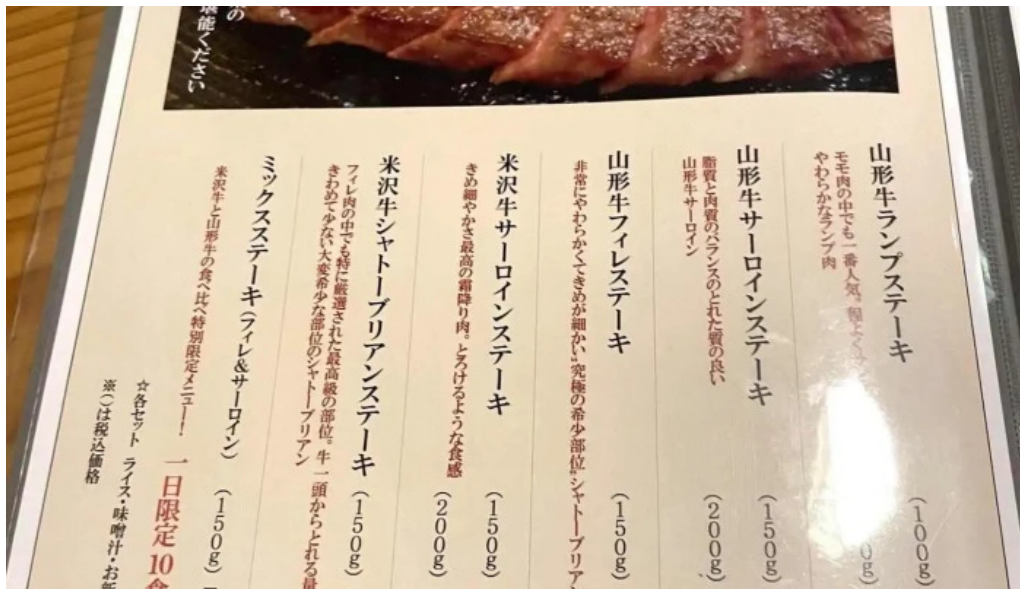 の
堪能ください
山形牛ランプステーキ
(100g)
モモ肉の中でも一番人気。
やわらかなランプ肉
山形牛サーロインステーキ
(150g)
(200g)
脂質と肉質のバランスのとれた質の良い
山形牛サーロイン
山形牛フィレステーキ
(150g)
非常にやわらかくてきめが細かい"究極の希少部位"シャトーブリア
米沢牛サーロインステーキ
(150g)
(200g)
きめ細やかさ最高の霜降り肉。とろけるような食感
米沢牛シャトーブリアンステーキ
(150g)
フィレ肉の中でも特に厳選された最高級の部位。牛一頭からとれる量
きわめて少ない大変希少な部位のシャトーブリアン
ミックスステーキ(フィレ&サーロイン)
(150g)
米沢牛と山形牛の食べ比べ特別限定メニュー!
一日限定10食
☆各セット ライス・味噌汁・お新
※()は税込価格